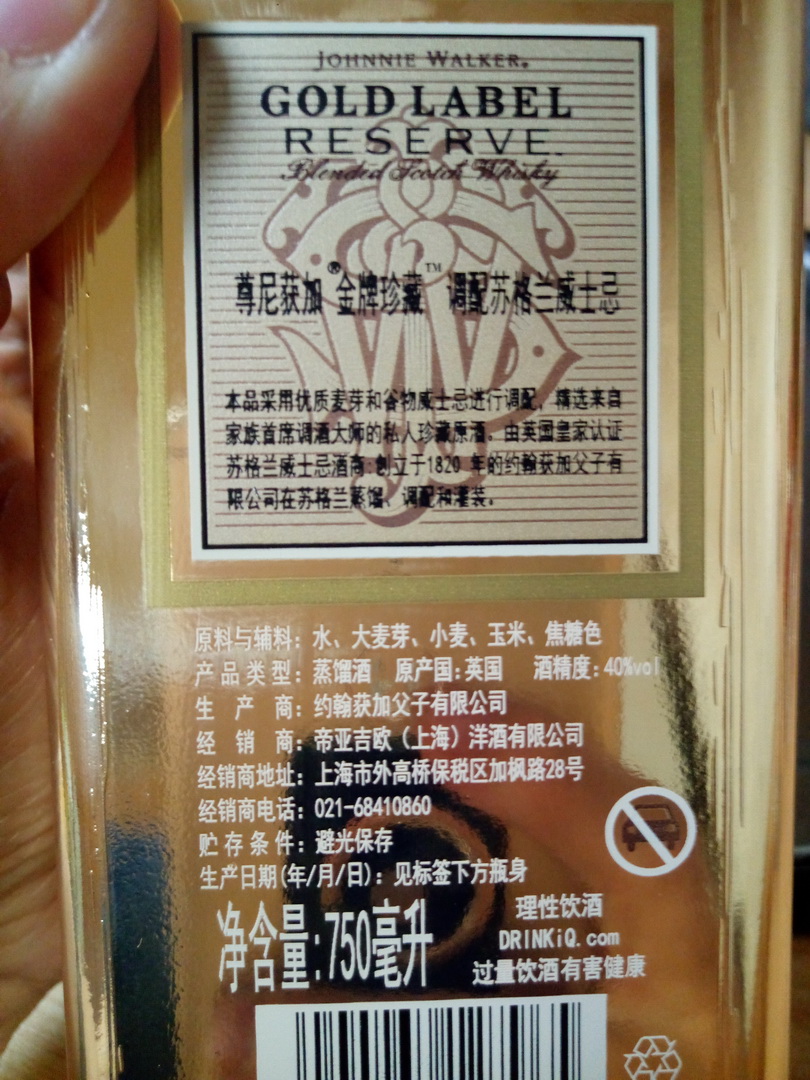 JOHNNIE WALKER®
GOLD LABEL
RESERVE™
Blended Scotch Whisky
尊尼获加®金牌珍藏™ 调配苏格兰威士忌
本品采用优质麦芽和谷物威士忌进行调配，精选来自
家族首席调酒大师的私人珍藏原酒。由英国皇家认证
苏格兰威士忌酒商:创立于1820 年的约翰获加父子有
限公司在苏格兰蒸馏、调配和灌装。
原料与辅料：水、大麦芽、小麦、玉米、焦糖色
产品类型：蒸馏酒 原产国：英国 酒精度：40%vol
生产商：约翰获加父子有限公司
经销商：帝亚吉欧（上海）洋酒有限公司
经销商地址：上海市外高桥保税区加枫路28号
经销商电话：021-68410860
贮存条件：避光保存
生产日期(年/月/日)：见标签下方瓶身
净含量:750毫升
理性饮酒
DRINKiQ.com
过量饮酒有害健康